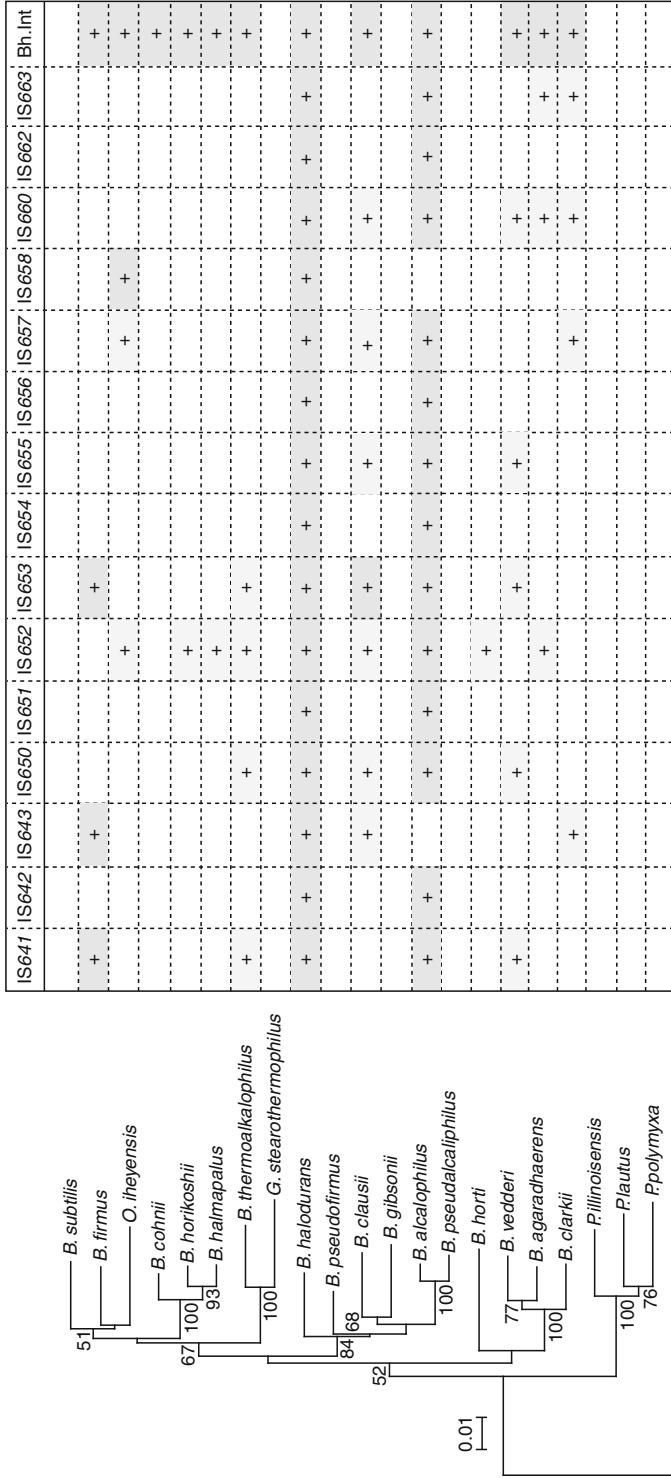 IS641 IS642 IS643 IS650 IS651 IS652 IS653 IS654 IS655 IS656 IS657 IS658 IS660 IS662 IS663 Bh.Int
B. subtilis
B. firmus + + + +
O. iheyensis + + + +
B. cohnii +
B. horikoshii + +
B. halmapalus + +
B. thermoalkalophilus + + + + +
G. stearothermophilus
B. halodurans + + + + + + + + + + + + + + + +
B. pseudofirmus
B. clausii + + + + + + + +
B. gibsonii
B. alcalophilus + + + + + + + + + + + + + +
B. pseudalcaliphilus
B. horti +
B. vedderi + + + + + +
B. agaradhaerens + + + +
B. clarkii + + + + +
P.illinoisensis
P.lautus
P.polymyxa
51
100
93
67
100
84
68
100
52
77
100
100
76
0.01